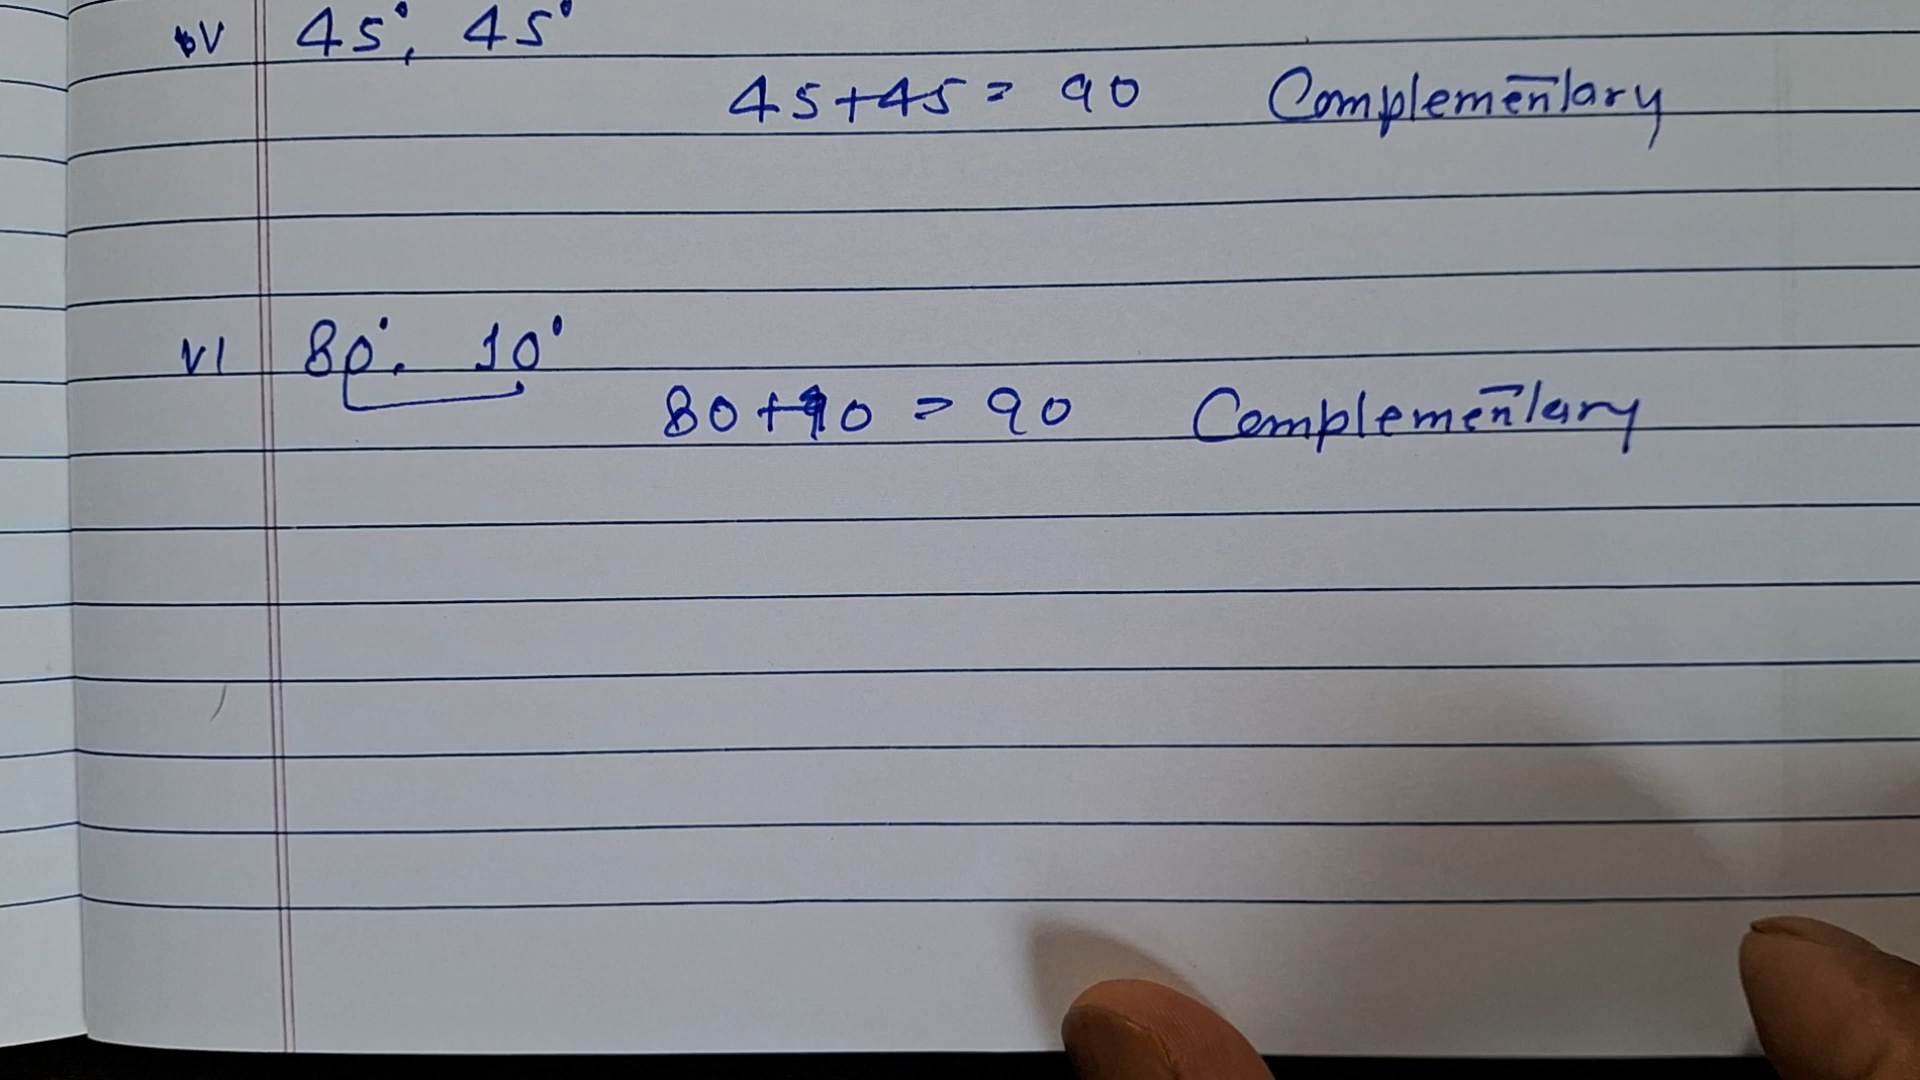 V 45°, 45°
45+45 = 90 Complementary
VI 80°. 10°
80+10 = 90 Complementary